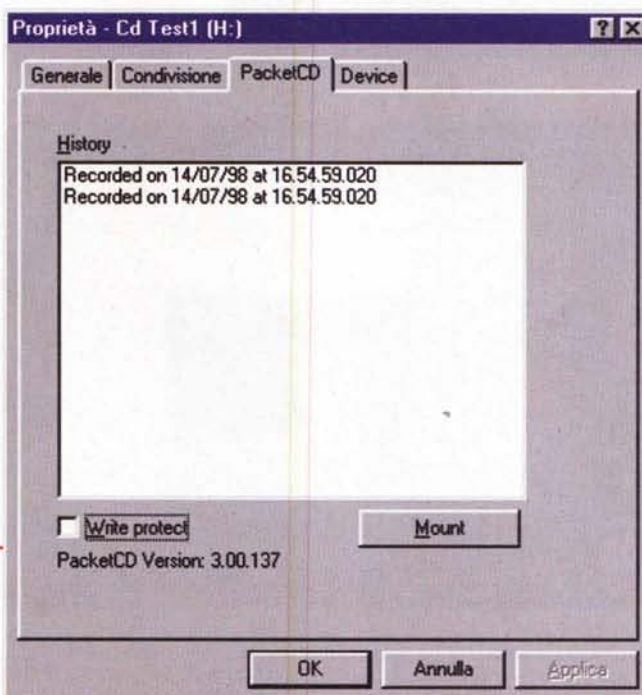 Proprietà - Cd Test1 (H:)
Generale Condivisione PacketCD Device
History
Recorded on 14/07/98 at 16.54.59.020
Recorded on 14/07/98 at 16.54.59.020
Write protect Mount
PacketCD Version: 3.00.137
OK Annulla Applica